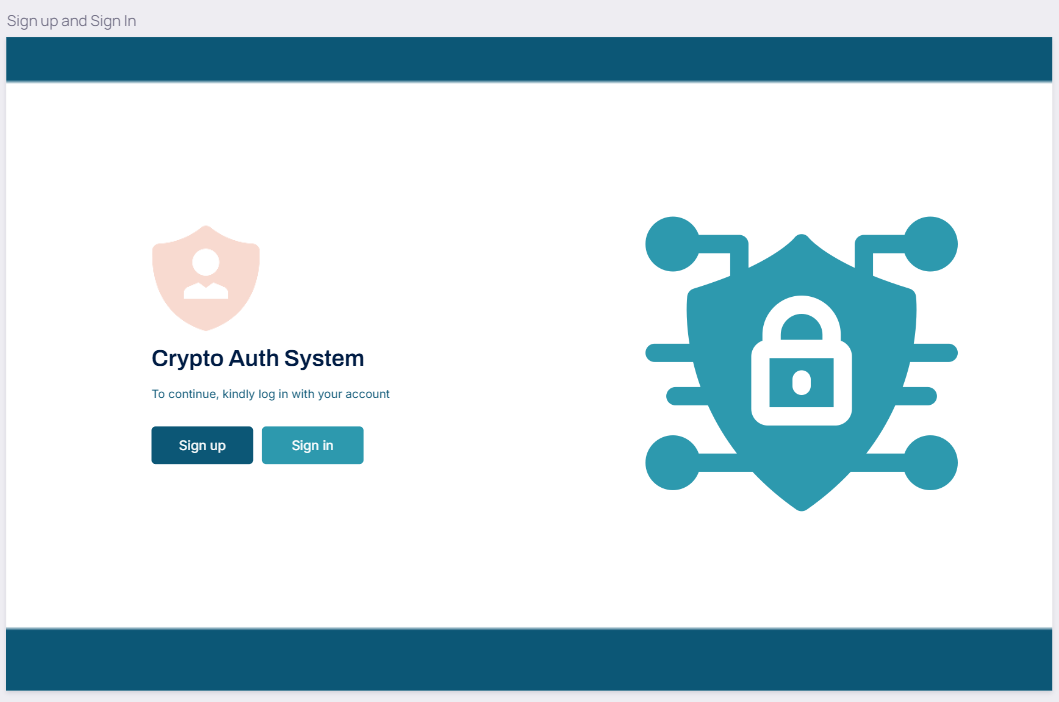 Sign up and Sign In
Crypto Auth System
To continue, kindly log in with your account
Sign up
Sign in